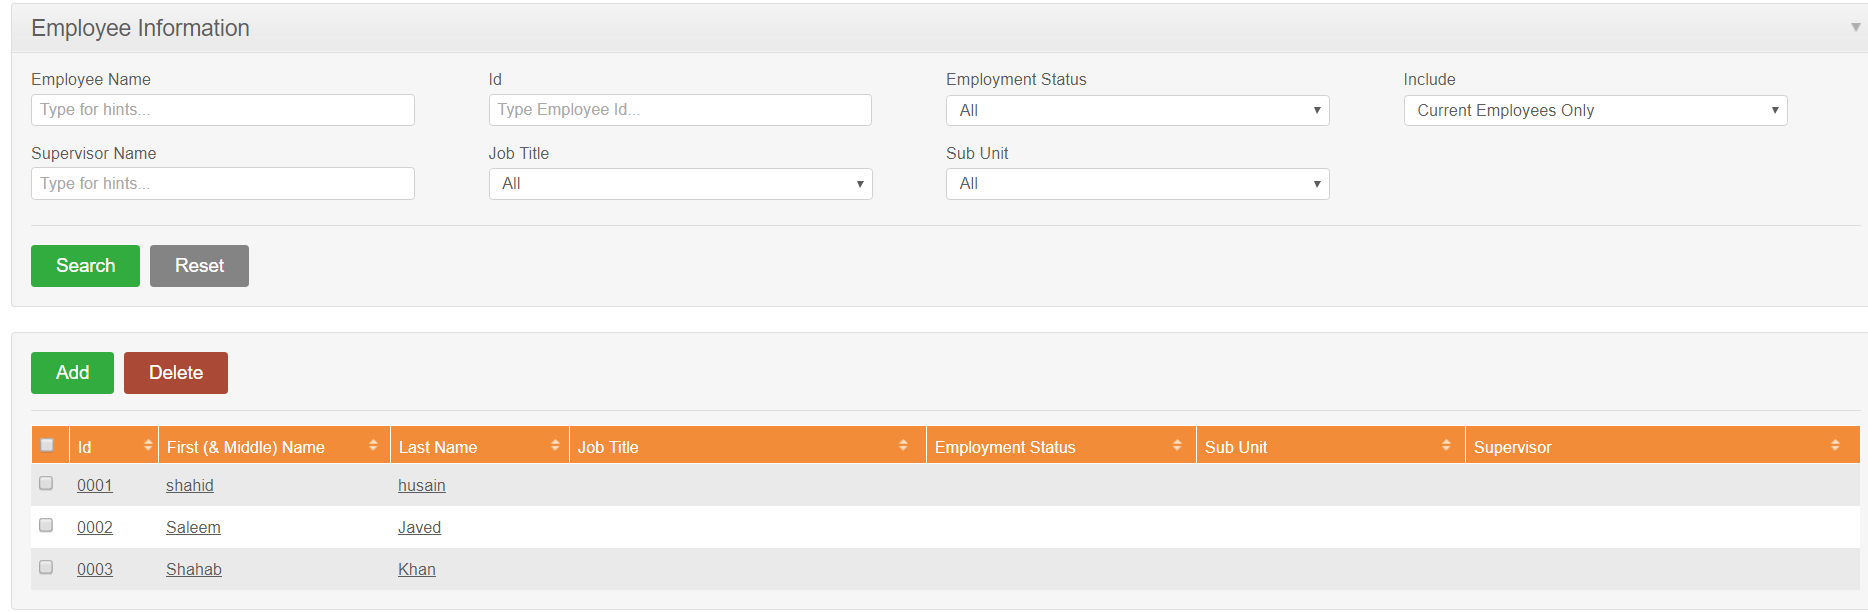 Employee Information
Employee Name Id Employment Status Include
Type for hints... Type Employee Id... All Current Employees Only
Supervisor Name Job Title Sub Unit
Type for hints... All All
Search Reset
Add Delete
Id First (& Middle) Name Last Name Job Title Employment Status Sub Unit Supervisor
0001 shahid husain
0002 Saleem Javed
0003 Shahab Khan